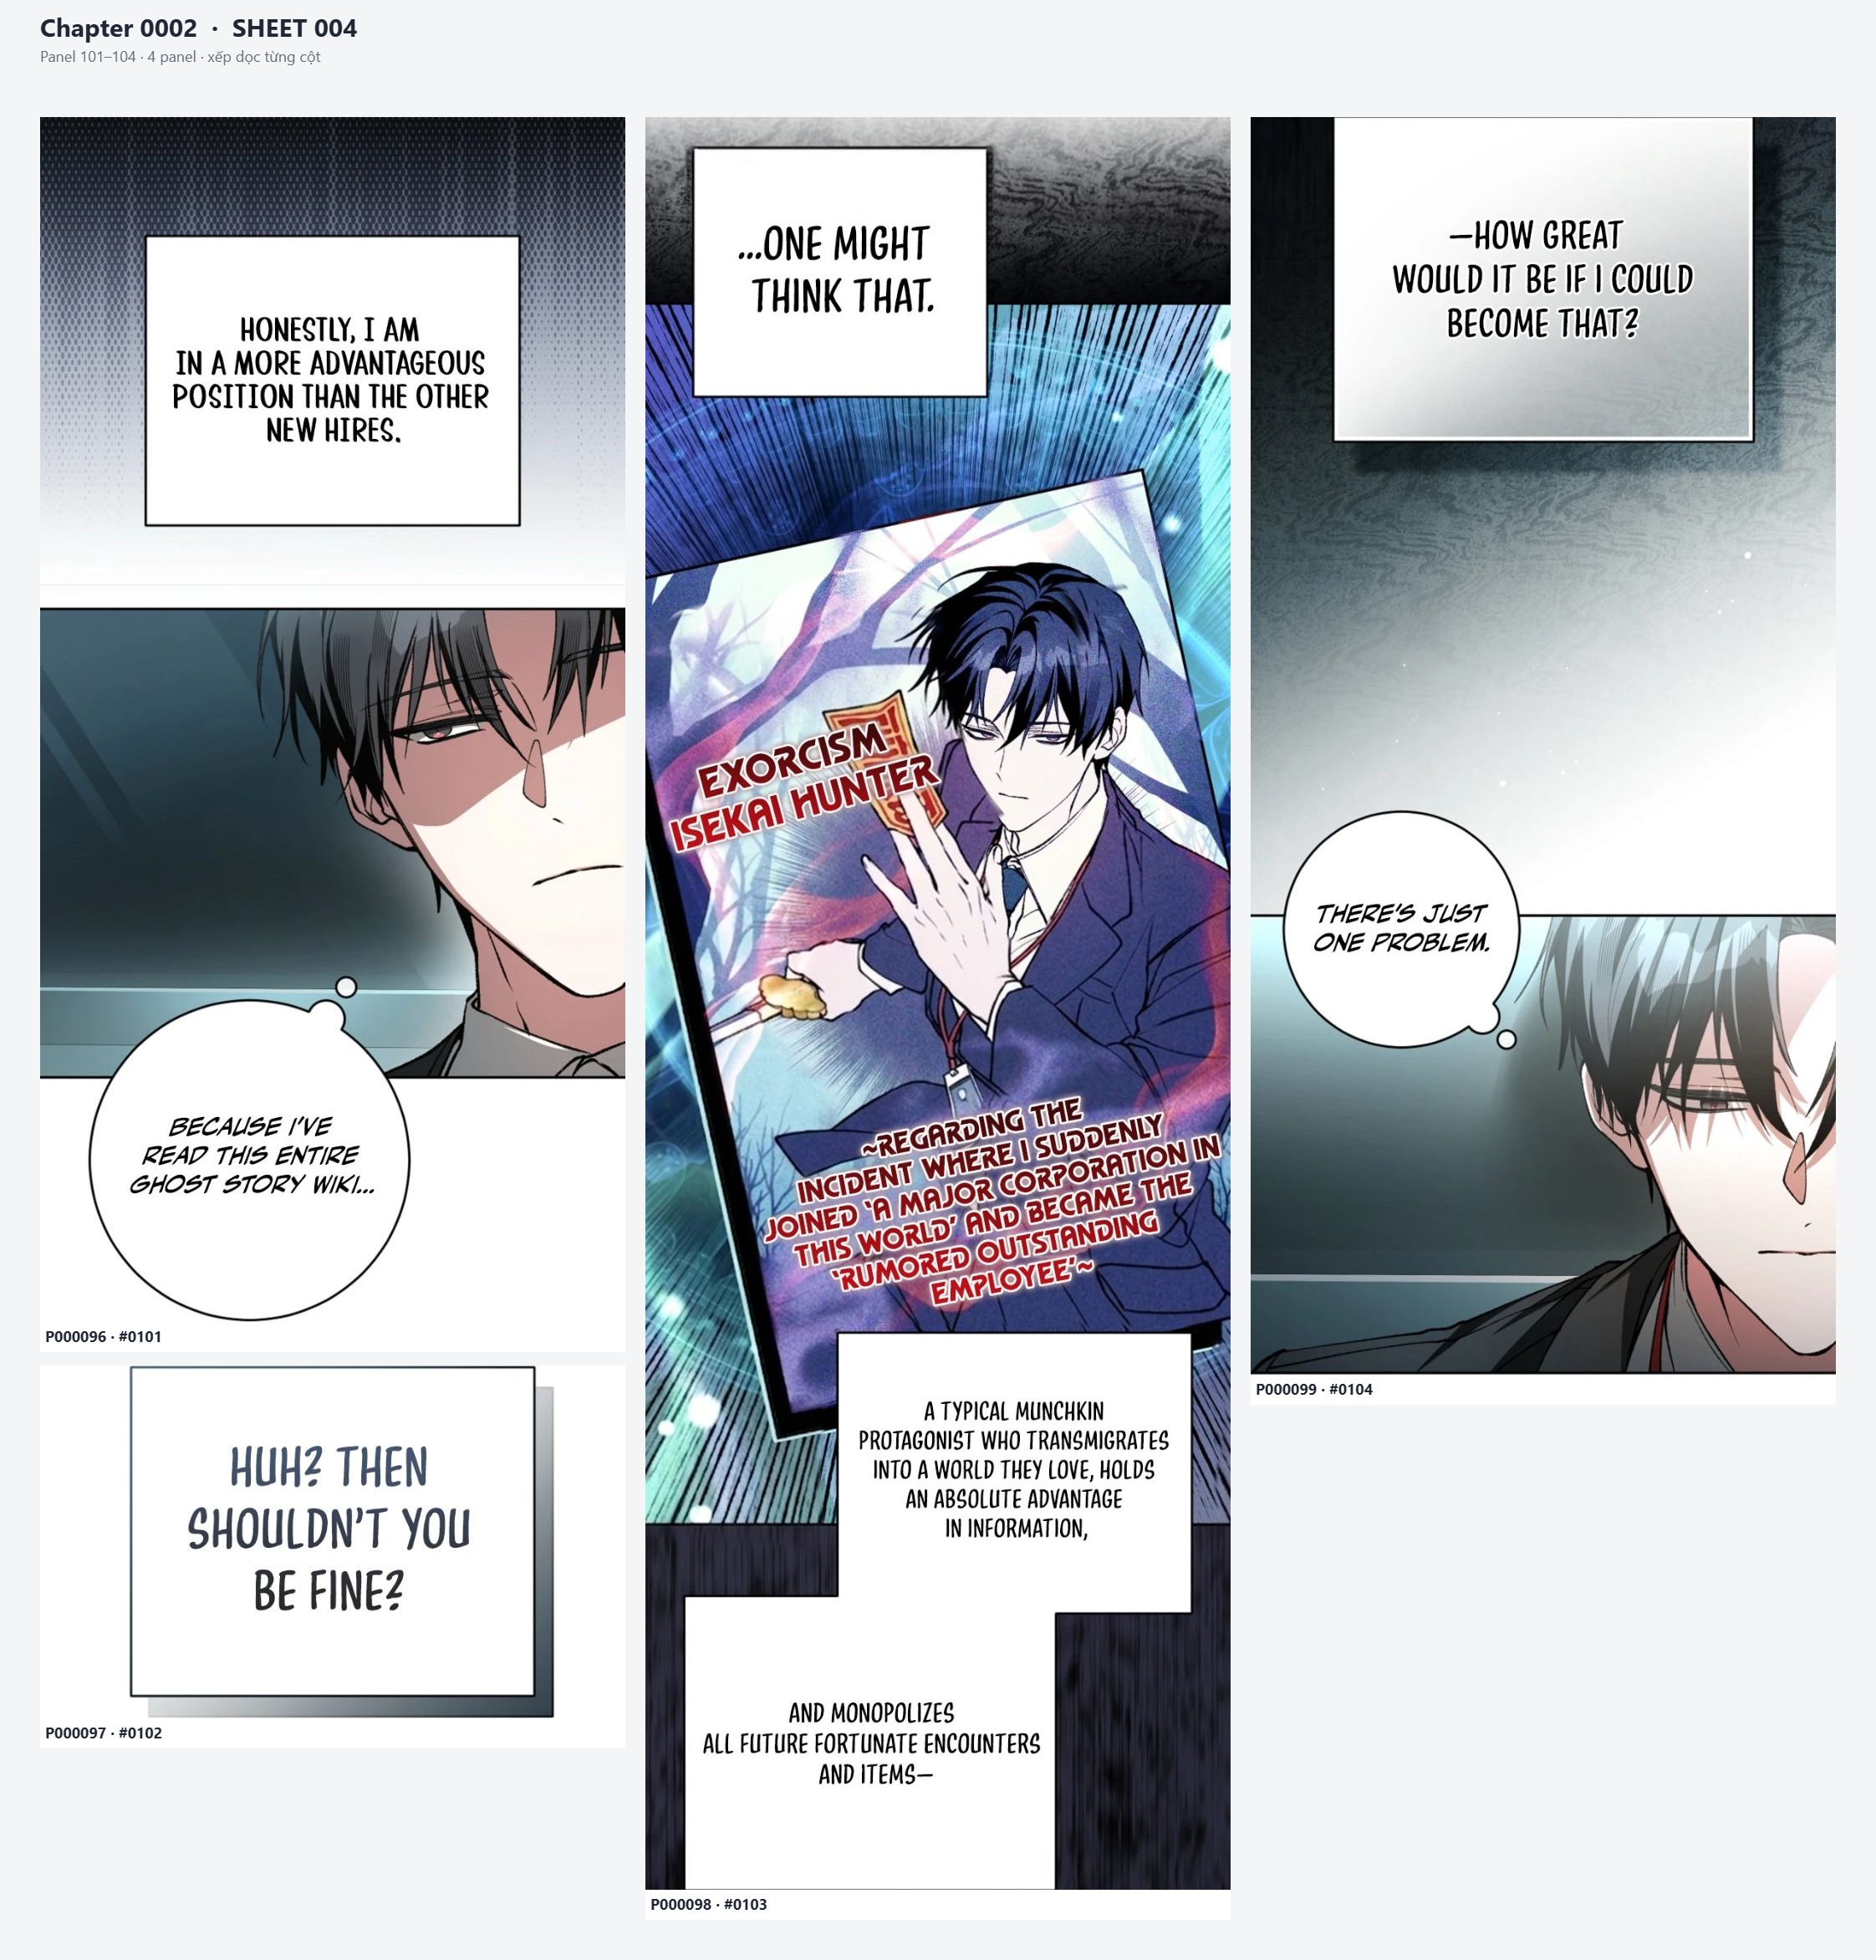 Chapter 0002 · SHEET 004
Panel 101–104 · 4 panel · xếp dọc từng cột
HONESTLY, I AM
IN A MORE ADVANTAGEOUS
POSITION THAN THE OTHER
NEW HIRES.
BECAUSE I'VE
READ THIS ENTIRE
GHOST STORY WIKI...
P000096 · #0101
HUH? THEN
SHOULDN'T YOU
BE FINE?
P000097 · #0102
...ONE MIGHT
THINK THAT.
EXORCISM
ISEKAI HUNTER
~REGARDING THE
INCIDENT WHERE I SUDDENLY
JOINED 'A MAJOR CORPORATION IN
THIS WORLD' AND BECAME THE
'RUMORED OUTSTANDING
EMPLOYEE'~
A TYPICAL MUNCHKIN
PROTAGONIST WHO TRANSMIGRATES
INTO A WORLD THEY LOVE, HOLDS
AN ABSOLUTE ADVANTAGE
IN INFORMATION,
AND MONOPOLIZES
ALL FUTURE FORTUNATE ENCOUNTERS
AND ITEMS—
P000098 · #0103
—HOW GREAT
WOULD IT BE IF I COULD
BECOME THAT?
THERE'S JUST
ONE PROBLEM.
P000099 · #0104